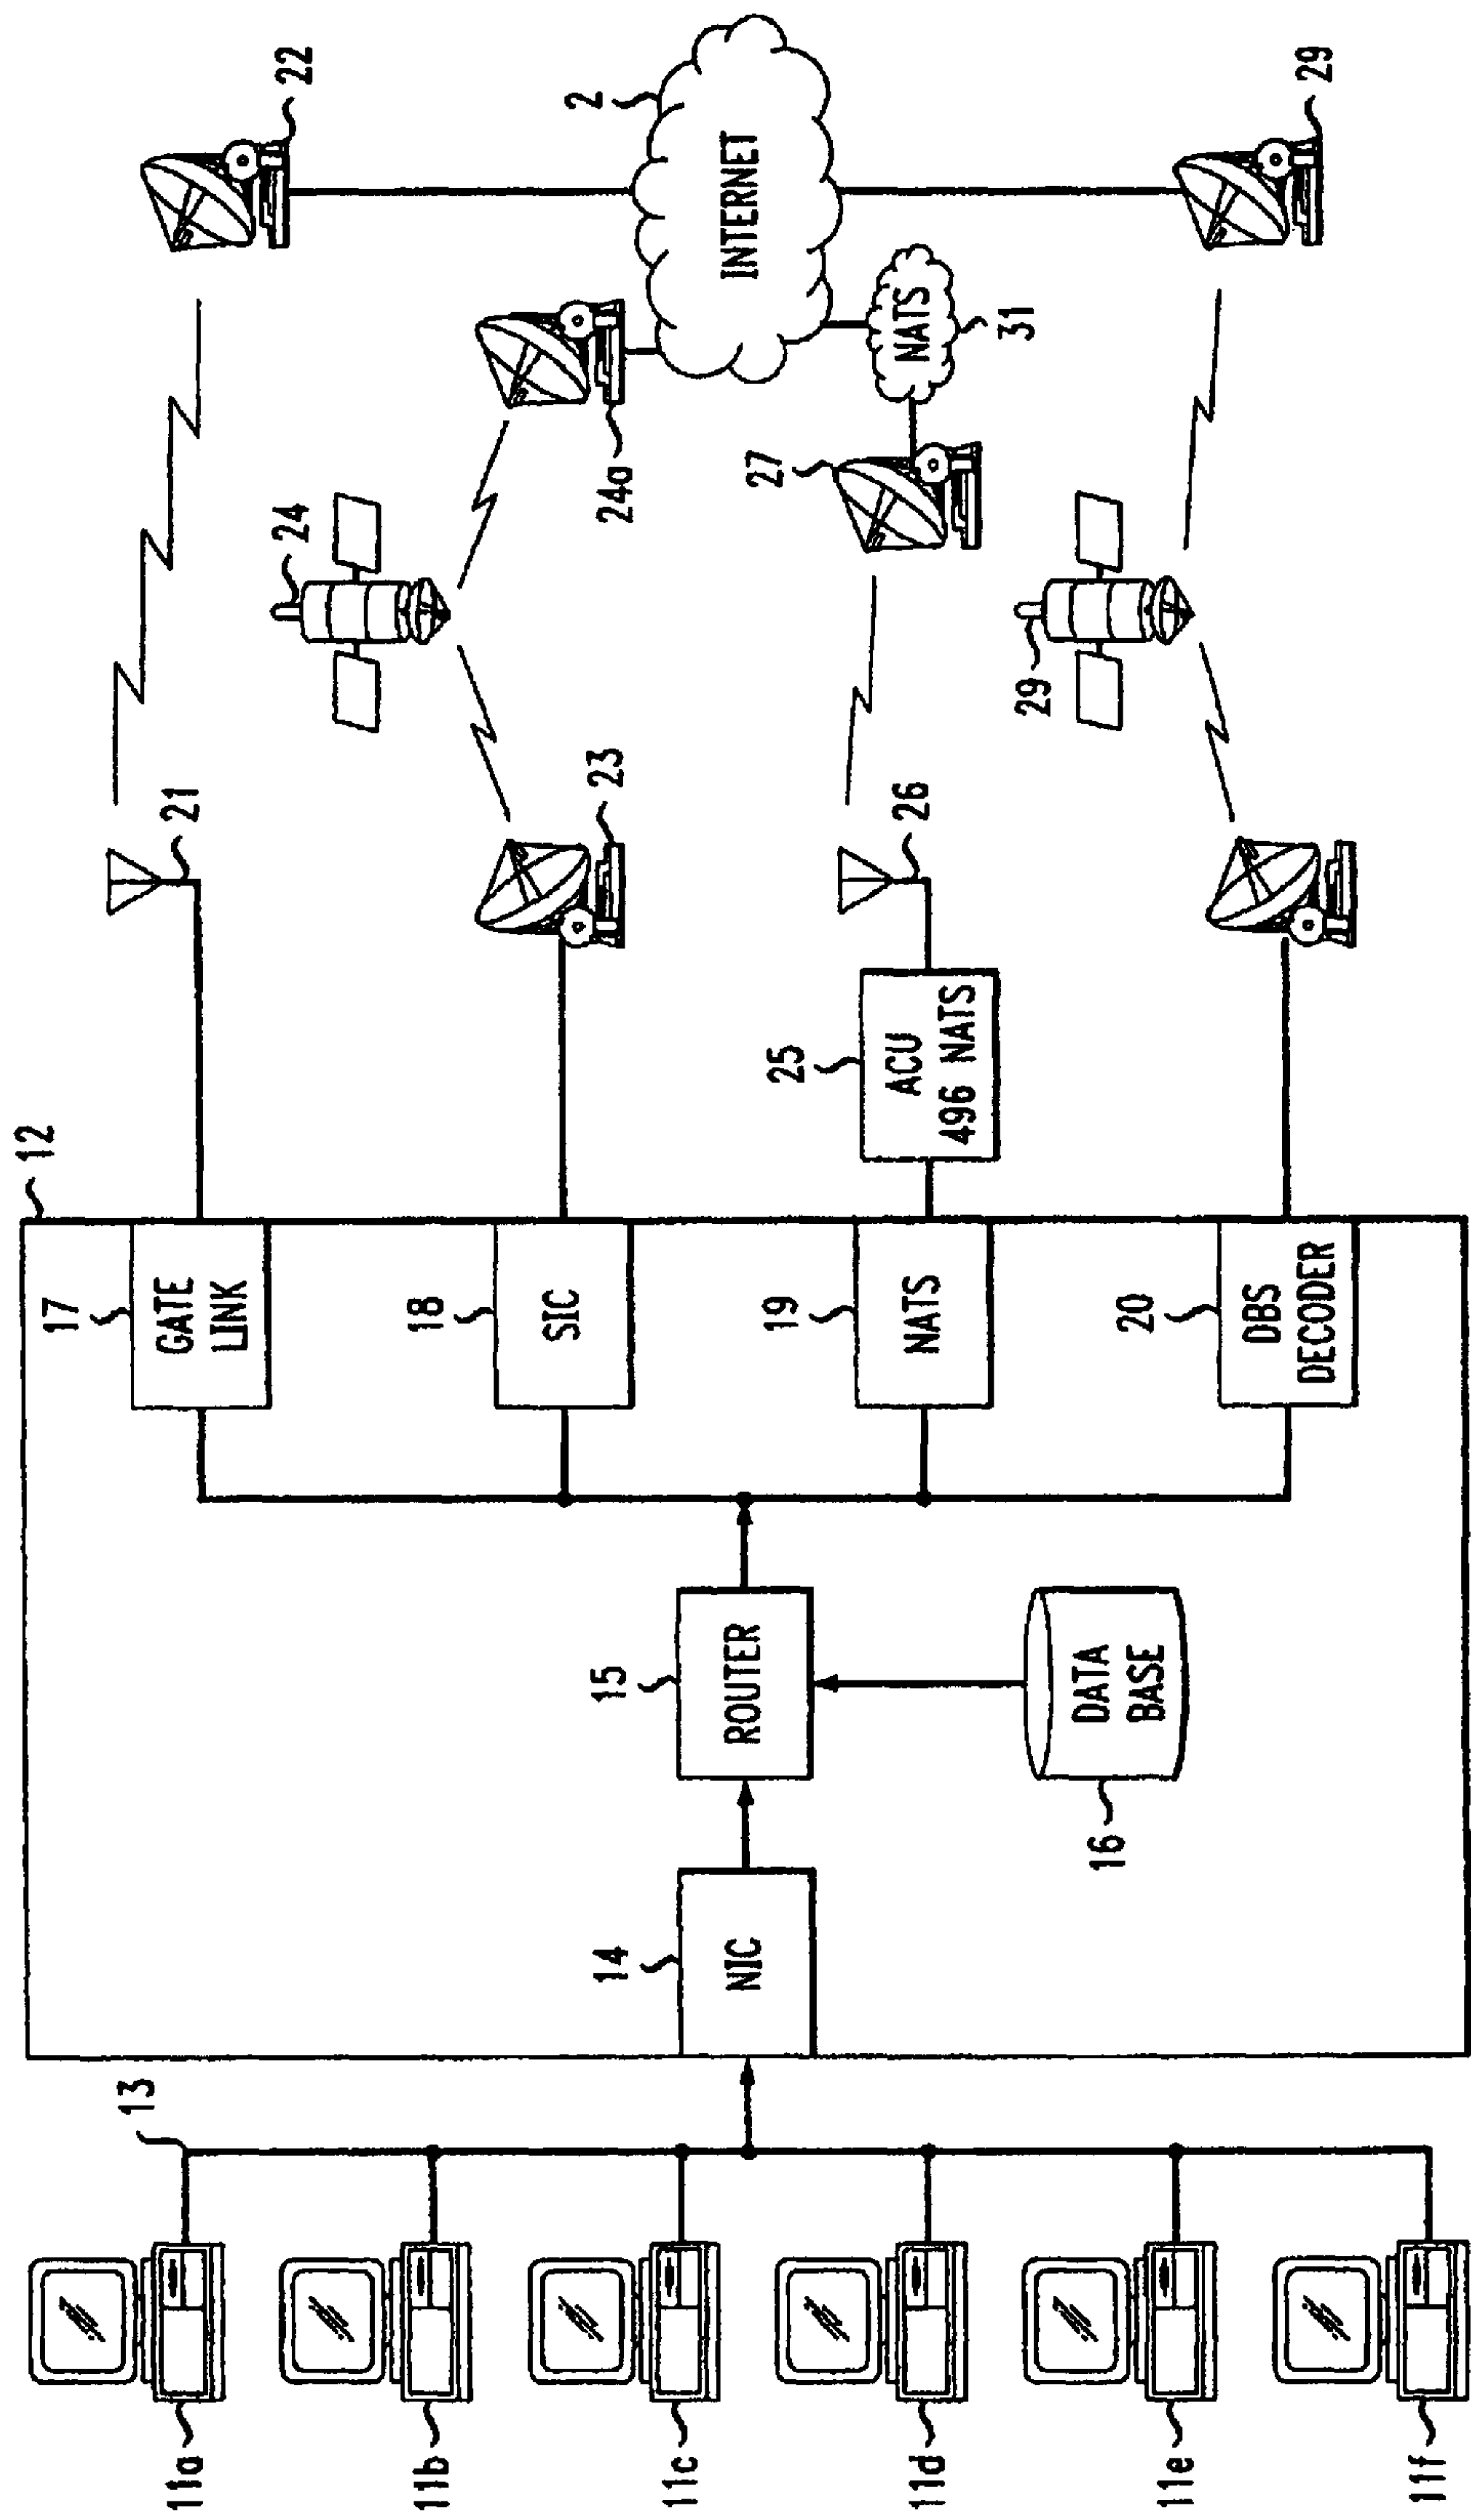 11a
11b
11c
11d
11e
11f
13
12
14
NIC
15
ROUTER
16
DATA
BASE
17
GATE
LINK
18
SIC
19
NATS
20
DBS
DECODER
21
22
23
24
24a
25
ACU
496 NATS
26
27
2
INTERNET
NATS
31
29
29